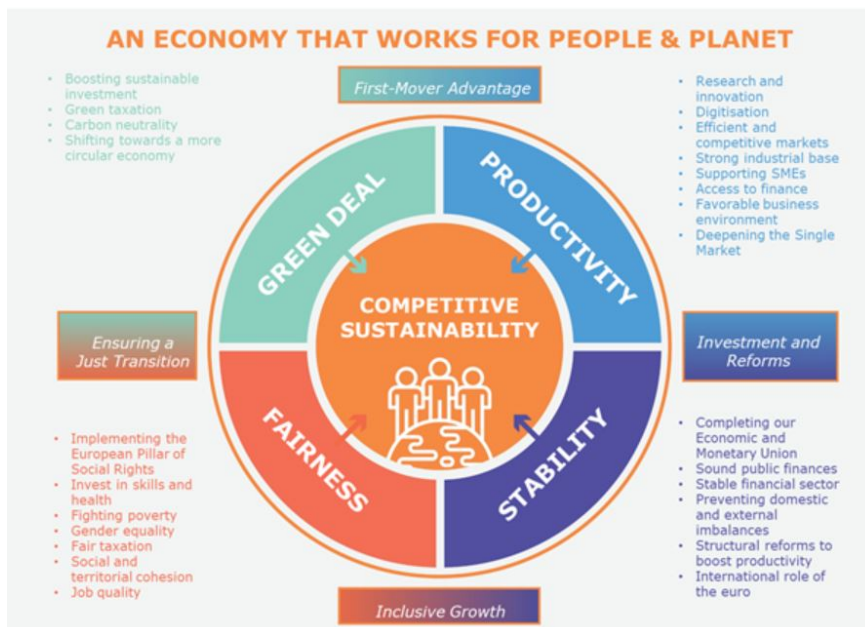 AN ECONOMY THAT WORKS FOR PEOPLE & PLANET
• Boosting sustainable
investment
• Green taxation
• Carbon neutrality
• Shifting towards a more
circular economy
First-Mover Advantage
• Research and
innovation
• Digitisation
• Efficient and
competitive markets
• Strong industrial base
• Supporting SMEs
• Access to finance
• Favorable business
environment
• Deepening the Single
Market
GREEN DEAL
PRODUCTIVITY
COMPETITIVE
SUSTAINABILITY
Ensuring a
Just Transition
Investment and
Reforms
FAIRNESS
STABILITY
• Implementing the
European Pillar of
Social Rights
• Invest in skills and
health
• Fighting poverty
• Gender equality
• Fair taxation
• Social and
territorial cohesion
• Job quality
• Completing our
Economic and
Monetary Union
• Sound public finances
• Stable financial sector
• Preventing domestic
and external
imbalances
• Structural reforms to
boost productivity
• International role of
the euro
Inclusive Growth